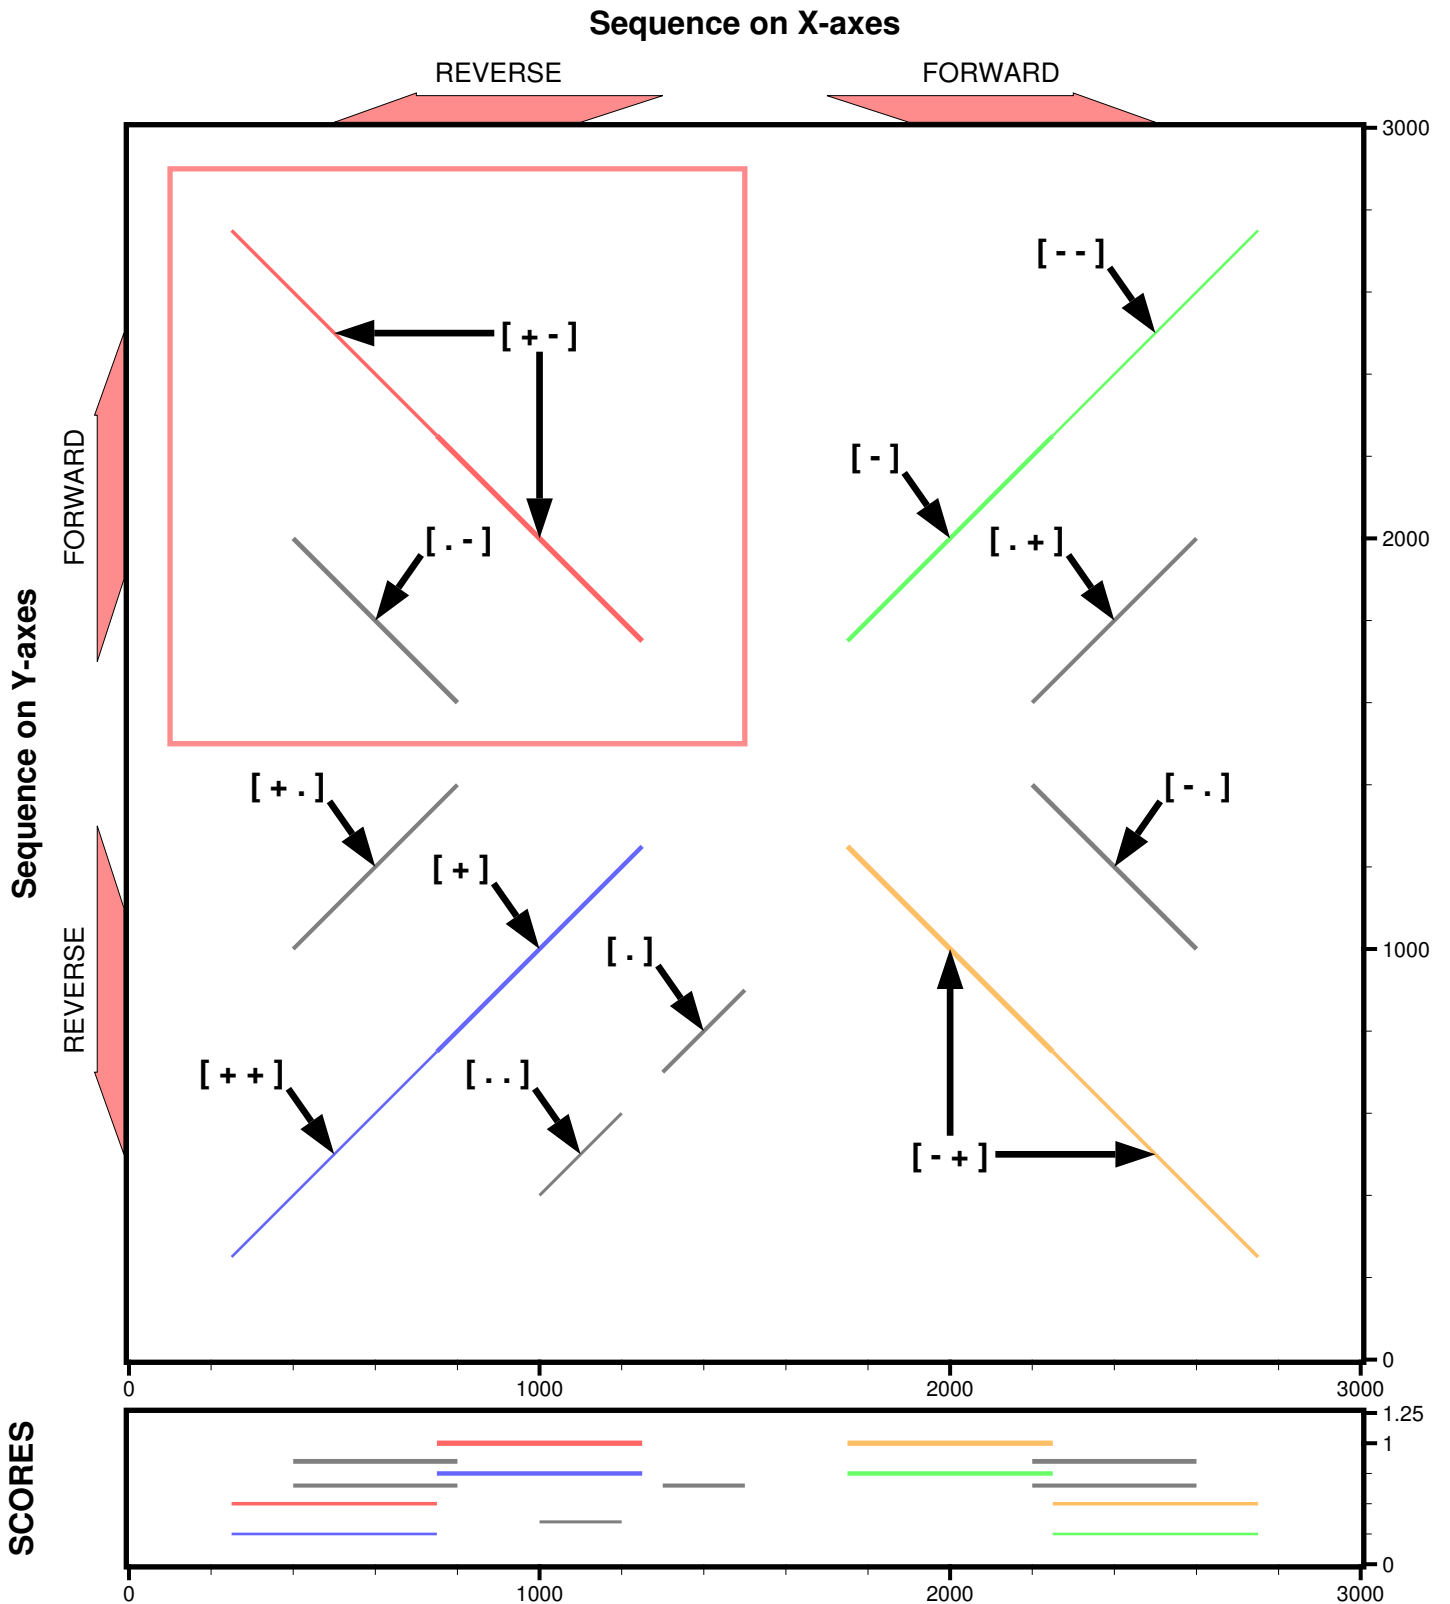 Sequence on X-axes
REVERSE
FORWARD
3000
[ - - ]
[ + - ]
FORWARD
[ - ]
[ . - ]
[ . + ]
2000
Sequence on Y-axes
[ + . ]
[ - . ]
[ + ]
[ . ]
1000
REVERSE
[ + + ]
[ . . ]
[ - + ]
0
0
1000
2000
3000
SCORES
1.25
1
0
0
1000
2000
3000